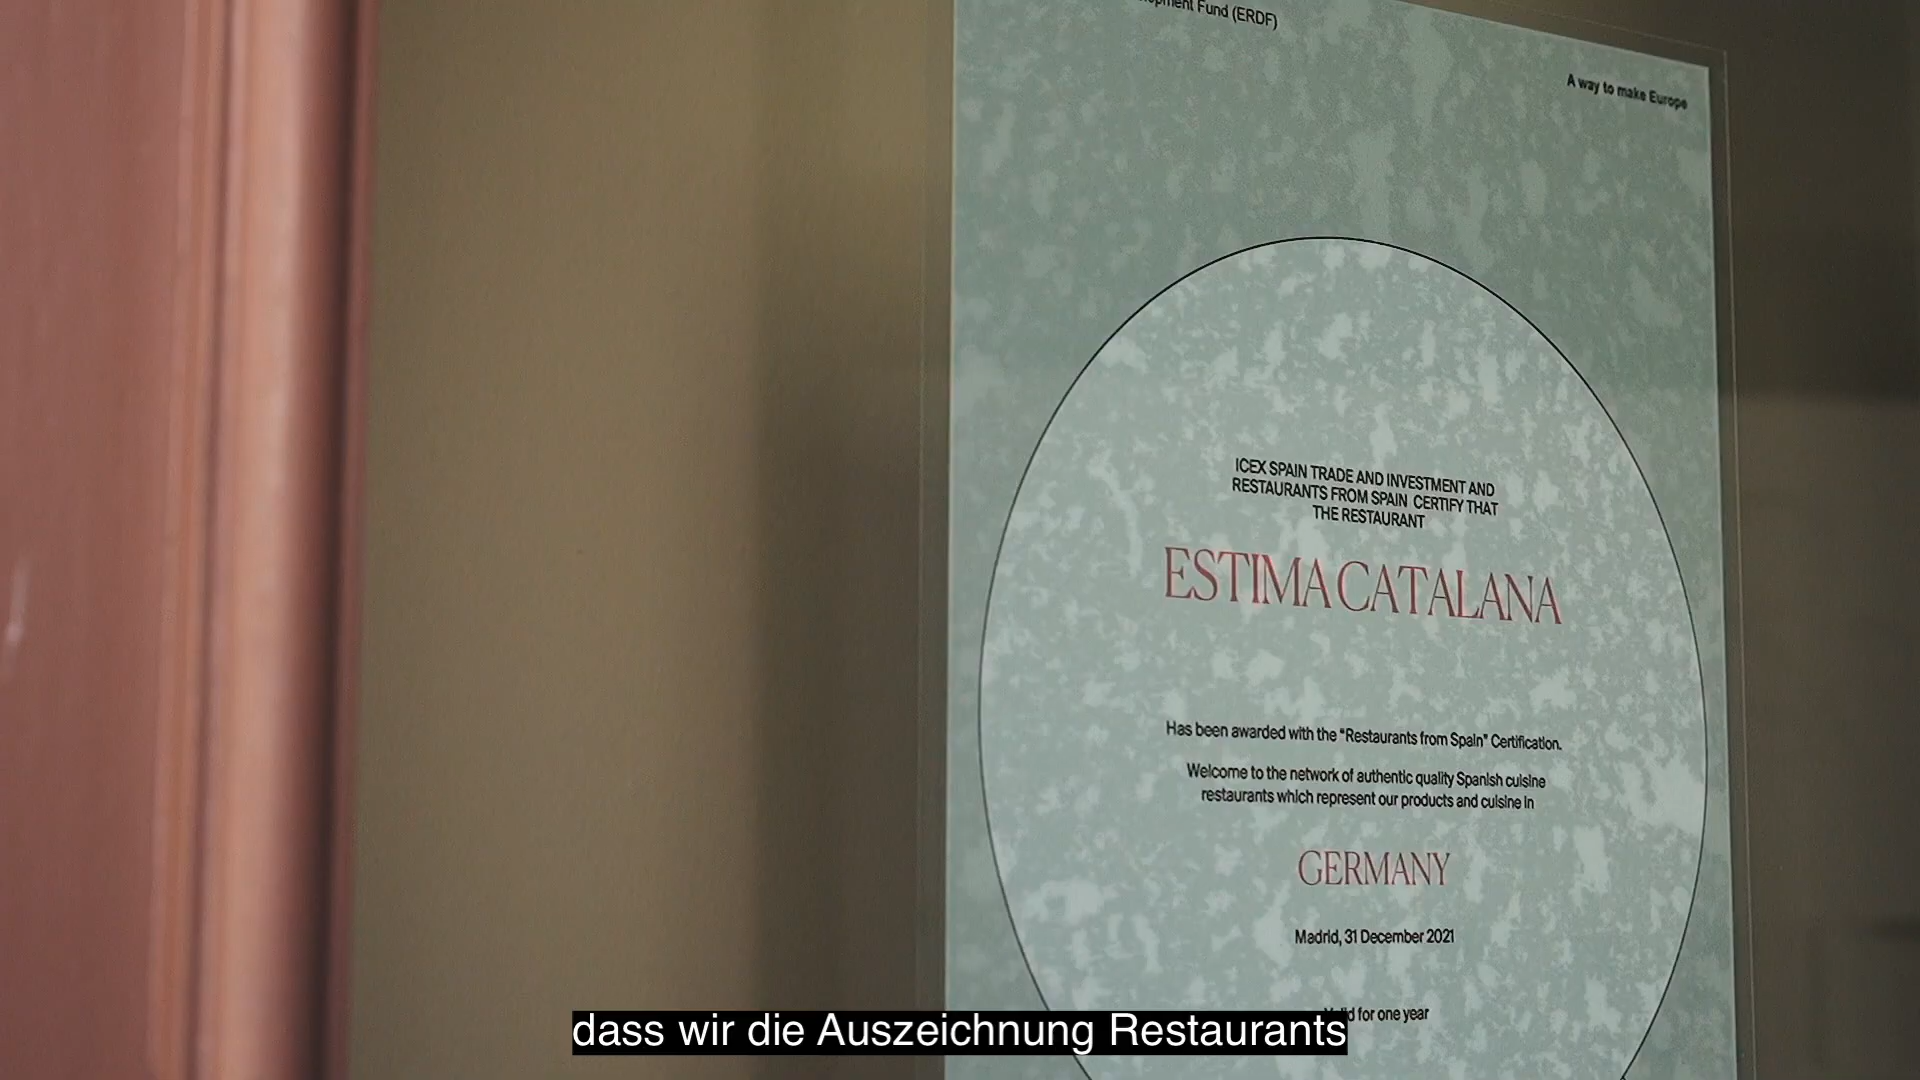 Fund (ERDF)
A way to make Europe
ICEX SPAIN TRADE AND INVESTMENT AND
RESTAURANTS FROM SPAIN CERTIFY THAT
THE RESTAURANT
ESTIMA CATALANA
Has been awarded with the "Restaurants from Spain" Certification.
Welcome to the network of authentic quality Spanish cuisine
restaurants which represent our products and cuisine in
GERMANY
Madrid, 31 December 2021
for one year
dass wir die Auszeichnung Restaurants